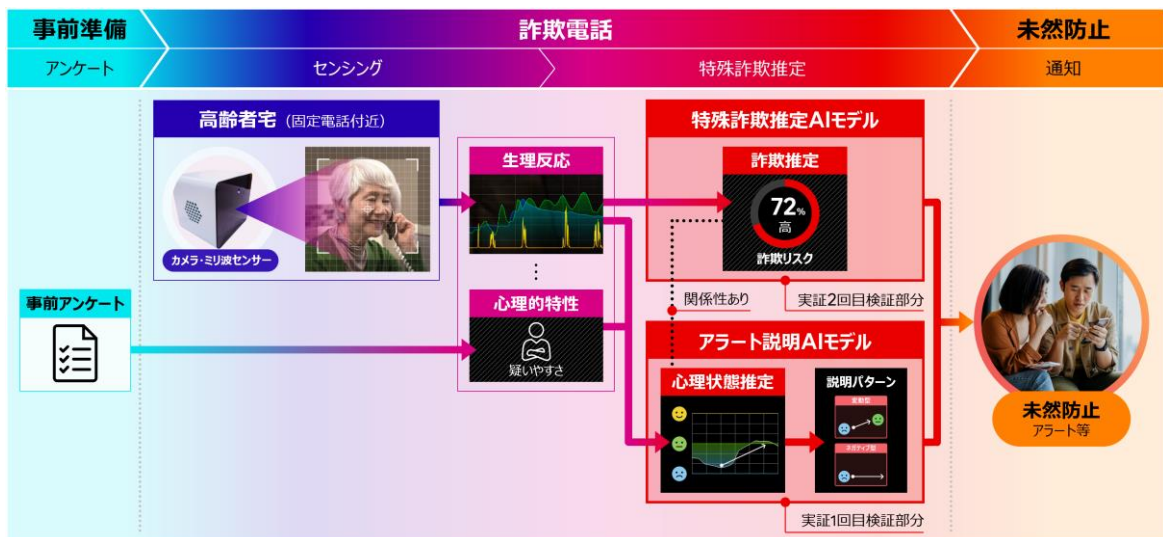 事前準備
詐欺電話
未然防止
アンケート
センシング
特殊詐欺推定
通知
高齢者宅（固定電話付近）
カメラ・ミリ波センサー
事前アンケート
生理反応
心理的特性
疑いやすさ
特殊詐欺推定AIモデル
詐欺推定
72%
高
詐欺リスク
関係性あり
実証2回目検証部分
アラート説明AIモデル
心理状態推定
説明パターン
変動型
ネガティブ型
実証1回目検証部分
未然防止
アラート等